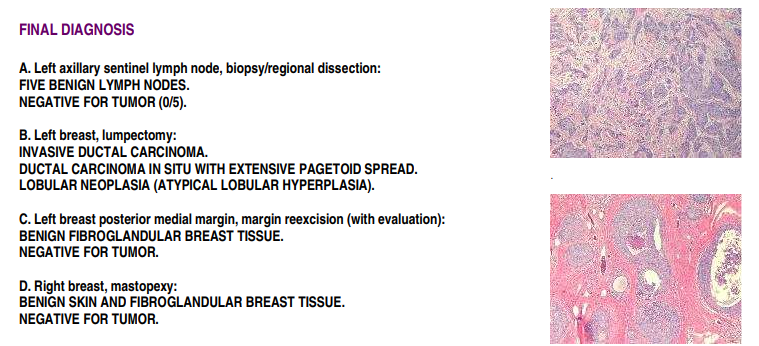 FINAL DIAGNOSIS
A. Left axillary sentinel lymph node, biopsy/regional dissection:
FIVE BENIGN LYMPH NODES.
NEGATIVE FOR TUMOR (0/5).
B. Left breast, lumpectomy:
INVASIVE DUCTAL CARCINOMA.
DUCTAL CARCINOMA IN SITU WITH EXTENSIVE PAGETOID SPREAD.
LOBULAR NEOPLASIA (ATYPICAL LOBULAR HYPERPLASIA).
C. Left breast posterior medial margin, margin reexcision (with evaluation):
BENIGN FIBROGLANDULAR BREAST TISSUE.
NEGATIVE FOR TUMOR.
D. Right breast, mastopexy:
BENIGN SKIN AND FIBROGLANDULAR BREAST TISSUE.
NEGATIVE FOR TUMOR.